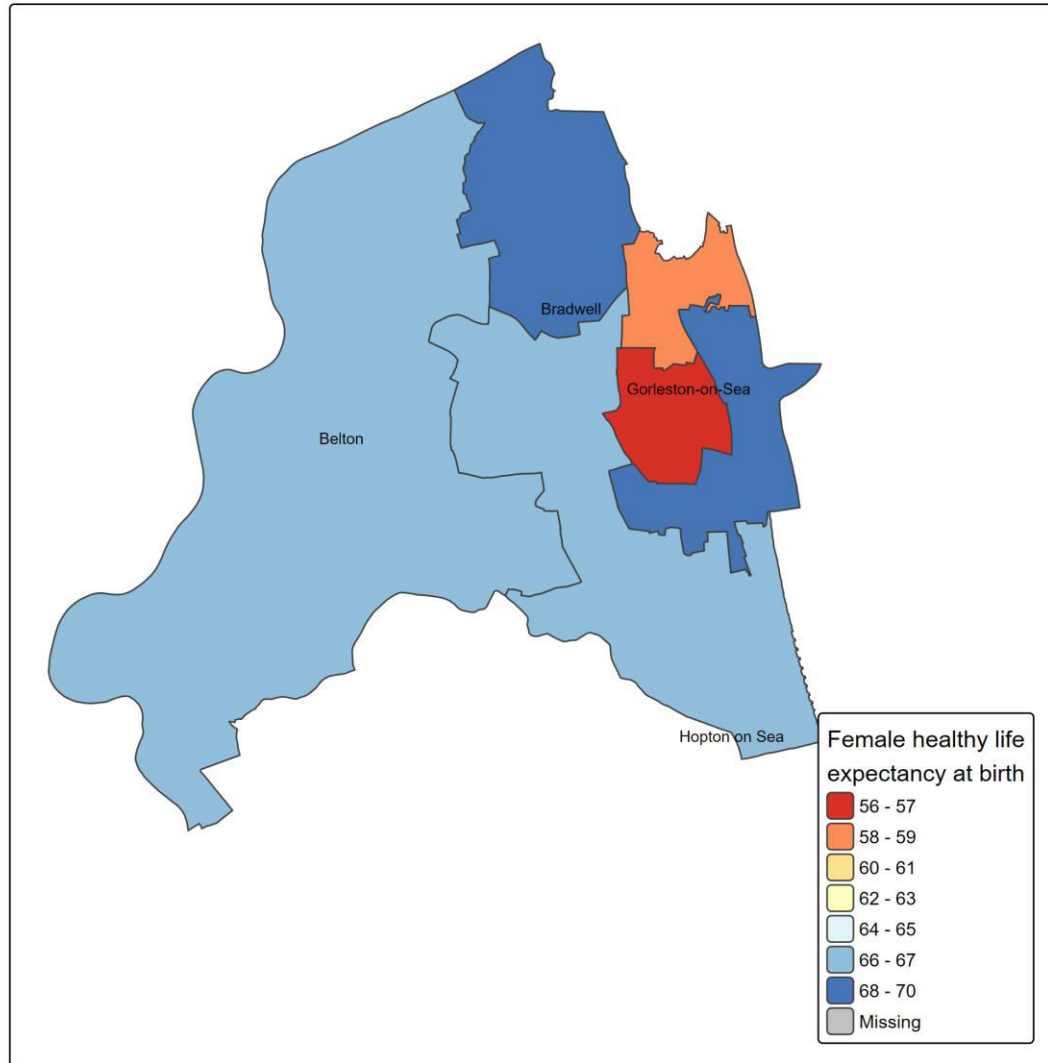 Bradwell
Gorleston-on-Sea
Belton
Hopton on Sea
Female healthy life
expectancy at birth
56 - 57
58 - 59
60 - 61
62 - 63
64 - 65
66 - 67
68 - 70
Missing